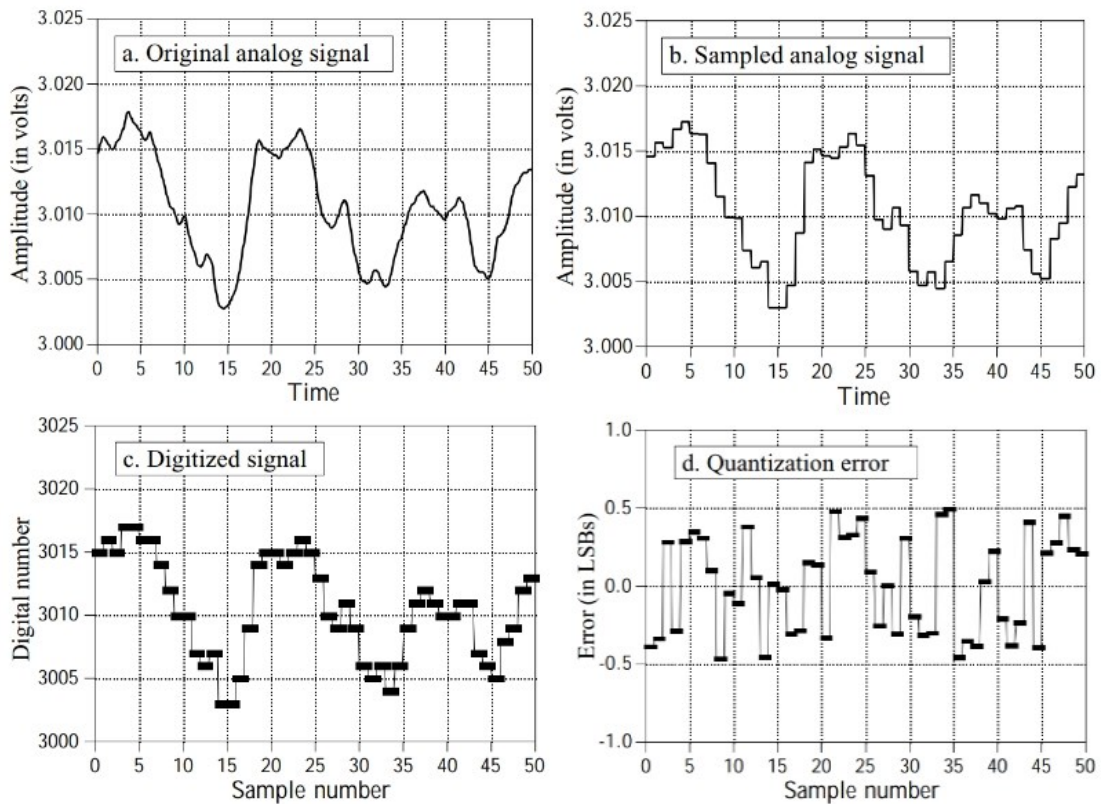 a. Original analog signal
Amplitude (in volts)
3.025
3.020
3.015
3.010
3.005
3.000
0 5 10 15 20 25 30 35 40 45 50
Time
b. Sampled analog signal
Amplitude (in volts)
3.025
3.020
3.015
3.010
3.005
3.000
0 5 10 15 20 25 30 35 40 45 50
Time
c. Digitized signal
Digital number
3025
3020
3015
3010
3005
3000
0 5 10 15 20 25 30 35 40 45 50
Sample number
d. Quantization error
Error (in LSBs)
1.0
0.5
0.0
-0.5
-1.0
0 5 10 15 20 25 30 35 40 45 50
Sample number